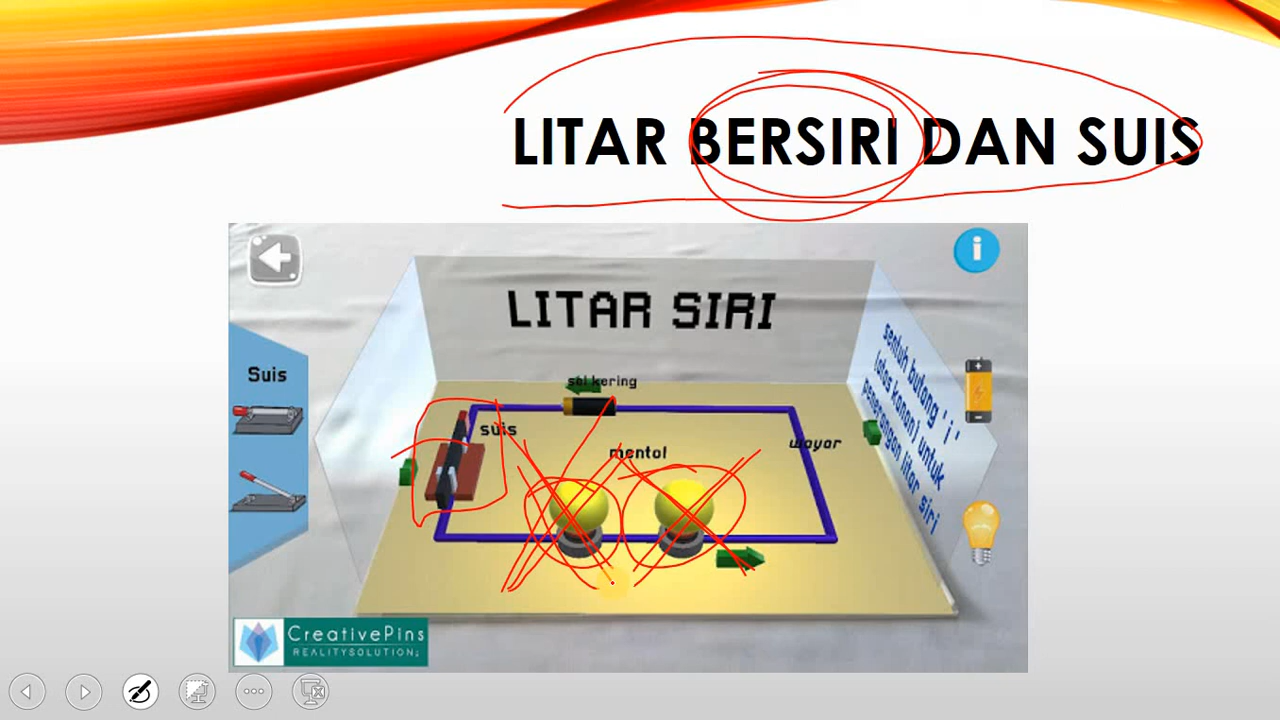 LITAR BERSIRI DAN SUIS
LITAR SIRI
Suis
sel kering
suis
mentol
wayar
sentuh butang 'i'
(atas kanan) untuk
penerangan litar siri
CreativePins
REALITYSOLUTION;